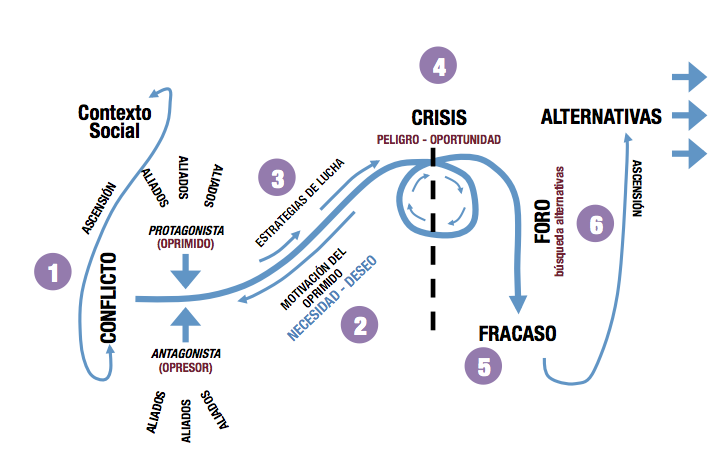 4
Contexto
Social
CRISIS
PELIGRO - OPORTUNIDAD
ALTERNATIVAS
ALIADOS
ALIADOS
ALIADOS
3
ESTRATEGIAS DE LUCHA
ASCENSIÓN
PROTAGONISTA
(OPRIMIDO)
1
CONFLICTO
MOTIVACIÓN DEL
OPRIMIDO
NECESIDAD - DESEO
2
FORO
búsqueda alternativas
6
ASCENSIÓN
ANTAGONISTA
(OPRESOR)
FRACASO
5
ALIADOS
ALIADOS
ALIADOS